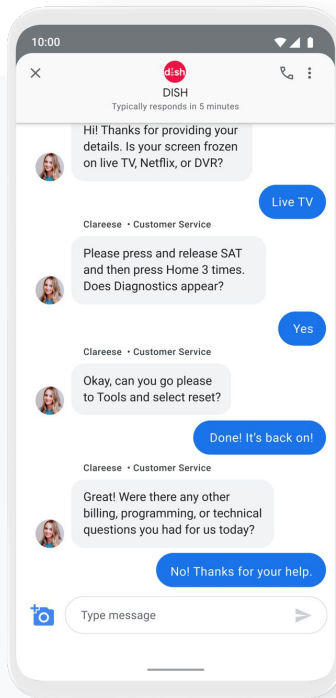 10:00
dish
DISH
Typically responds in 5 minutes
Hi! Thanks for providing your
details. Is your screen frozen
on live TV, Netflix, or DVR?
Live TV
Clareese • Customer Service
Please press and release SAT
and then press Home 3 times.
Does Diagnostics appear?
Yes
Clareese • Customer Service
Okay, can you go please
to Tools and select reset?
Done! It's back on!
Clareese • Customer Service
Great! Were there any other
billing, programming, or technical
questions you had for us today?
No! Thanks for your help.
Type message